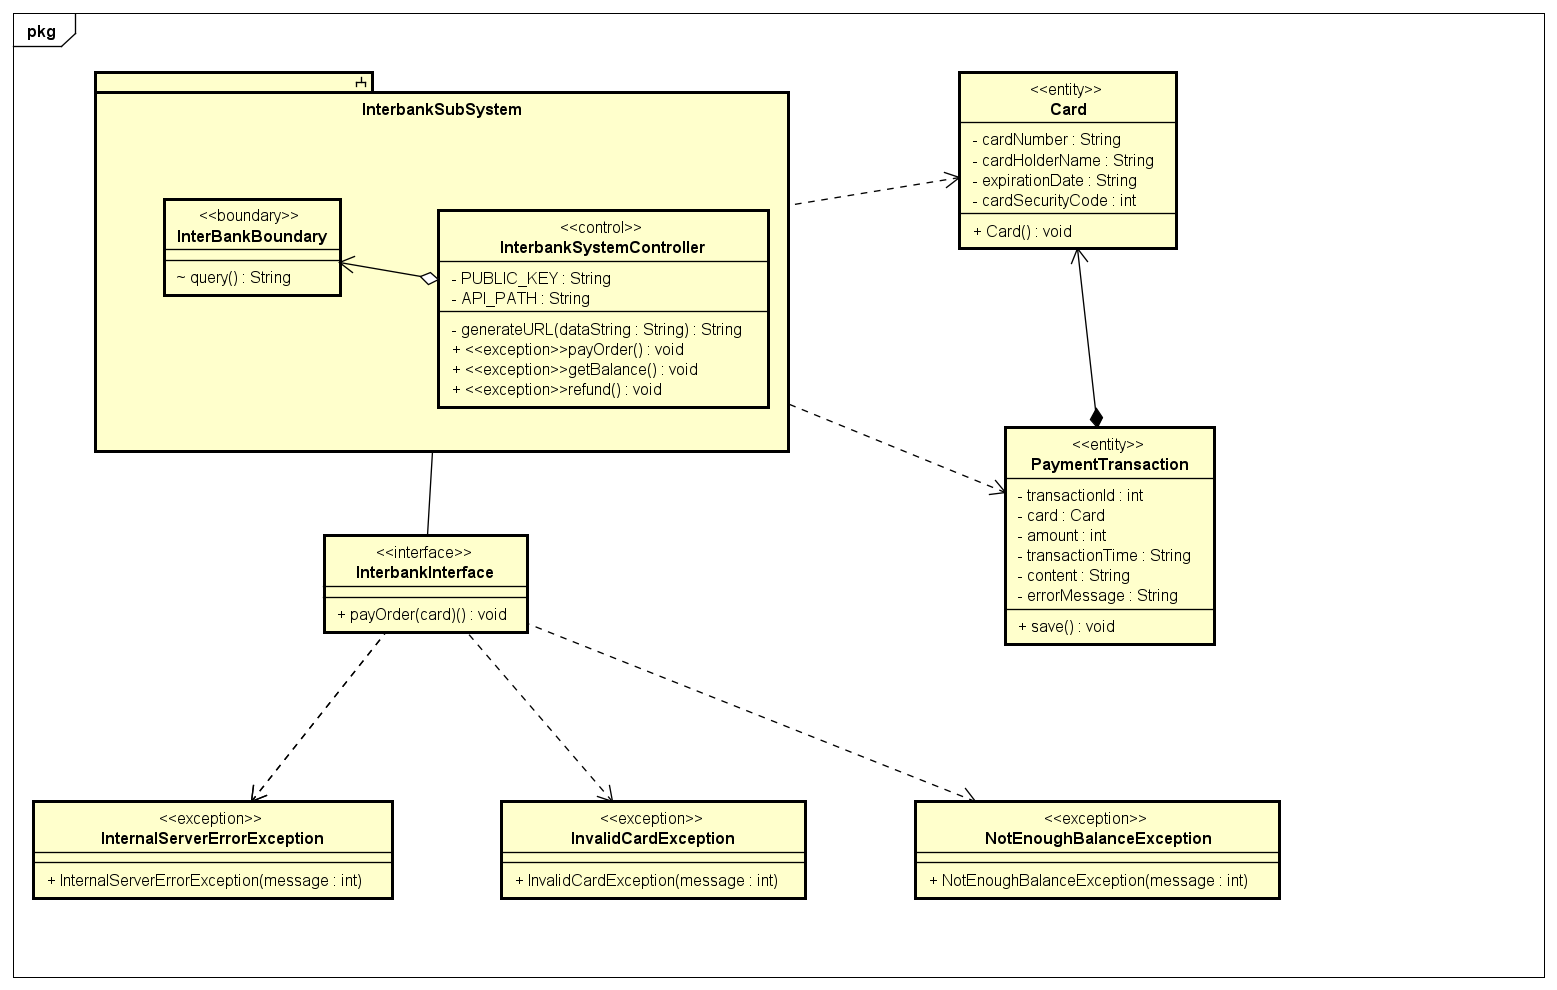 pkg
InterbankSubSystem
<<boundary>>
InterBankBoundary
~ query() : String
<<control>>
InterbankSystemController
- PUBLIC_KEY : String
- API_PATH : String
- generateURL(dataString : String) : String
+ <<exception>>payOrder() : void
+ <<exception>>getBalance() : void
+ <<exception>>refund() : void
<<entity>>
Card
- cardNumber : String
- cardHolderName : String
- expirationDate : String
- cardSecurityCode : int
+ Card() : void
<<entity>>
PaymentTransaction
- transactionId : int
- card : Card
- amount : int
- transactionTime : String
- content : String
- errorMessage : String
+ save() : void
<<interface>>
InterbankInterface
+ payOrder(card)() : void
<<exception>>
InternalServerErrorException
+ InternalServerErrorException(message : int)
<<exception>>
InvalidCardException
+ InvalidCardException(message : int)
<<exception>>
NotEnoughBalanceException
+ NotEnoughBalanceException(message : int)